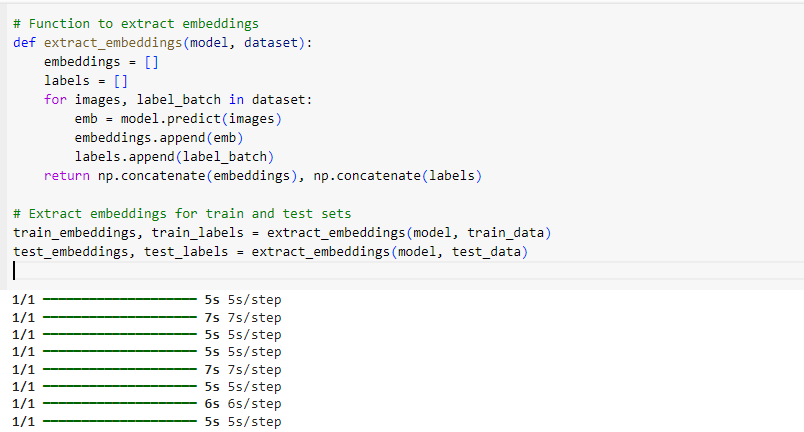 # Function to extract embeddings
def extract_embeddings(model, dataset):
    embeddings = []
    labels = []
    for images, label_batch in dataset:
        emb = model.predict(images)
        embeddings.append(emb)
        labels.append(label_batch)
    return np.concatenate(embeddings), np.concatenate(labels)

# Extract embeddings for train and test sets
train_embeddings, train_labels = extract_embeddings(model, train_data)
test_embeddings, test_labels = extract_embeddings(model, test_data)
1/1 ━━━━━━━━━━━━━━━━━━━━ 5s 5s/step
1/1 ━━━━━━━━━━━━━━━━━━━━ 7s 7s/step
1/1 ━━━━━━━━━━━━━━━━━━━━ 5s 5s/step
1/1 ━━━━━━━━━━━━━━━━━━━━ 5s 5s/step
1/1 ━━━━━━━━━━━━━━━━━━━━ 7s 7s/step
1/1 ━━━━━━━━━━━━━━━━━━━━ 5s 5s/step
1/1 ━━━━━━━━━━━━━━━━━━━━ 6s 6s/step
1/1 ━━━━━━━━━━━━━━━━━━━━ 5s 5s/step